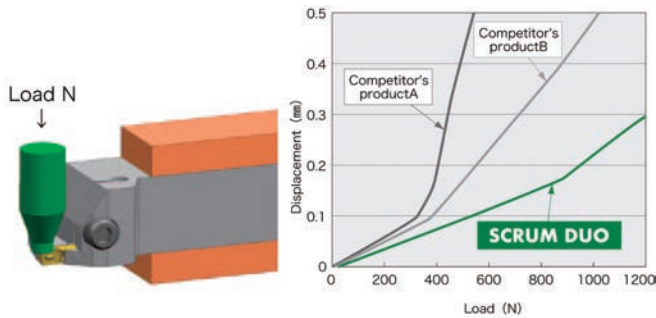 Load N
↓
Displacement (mm)
0.5
0.4
0.3
0.2
0.1
0
Competitor's
productA
Competitor's
productB
SCRUM DUO
0 200 400 600 800 1000 1200
Load (N)